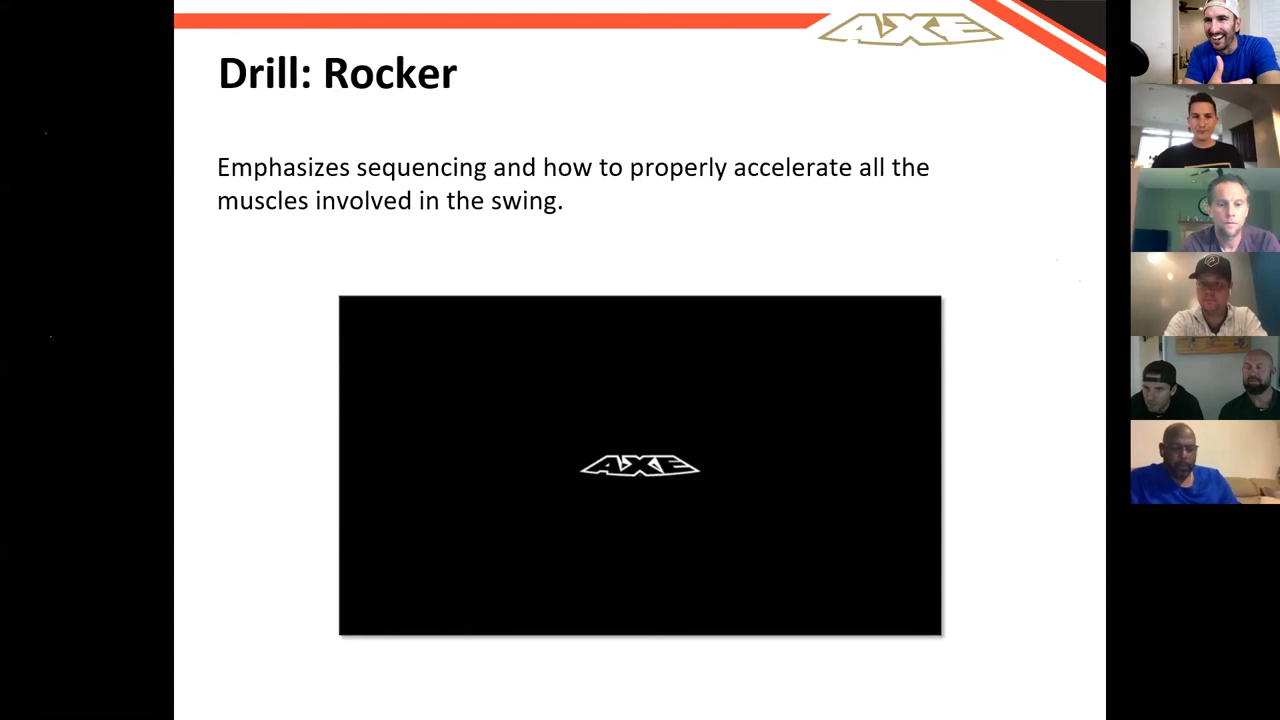 AXE
Drill: Rocker
Emphasizes sequencing and how to properly accelerate all the
muscles involved in the swing.
AXE